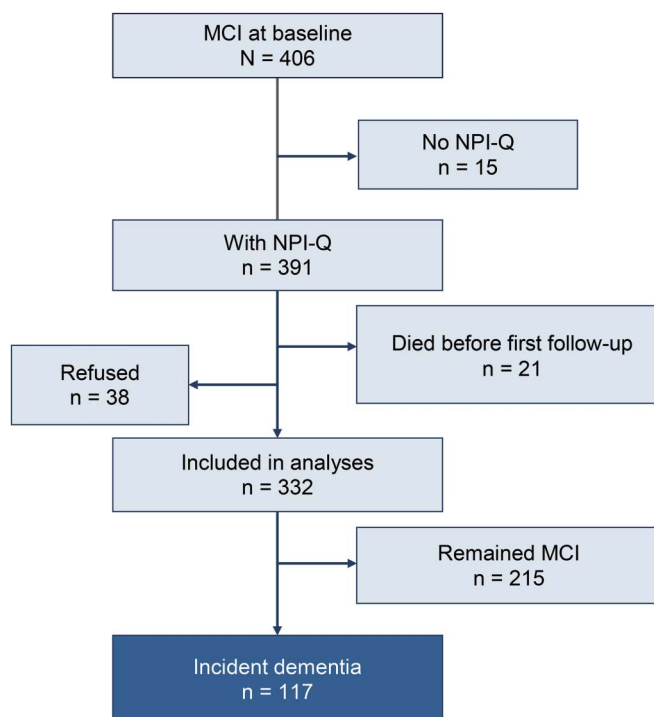 MCI at baseline
N = 406
No NPI-Q
n = 15
With NPI-Q
n = 391
Died before first follow-up
n = 21
Refused
n = 38
Included in analyses
n = 332
Remained MCI
n = 215
Incident dementia
n = 117